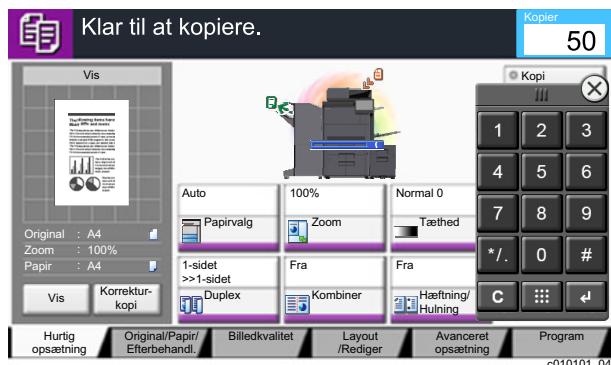 Klar til at kopiere.
Kopier
50
Vis
Original : A4
Zoom : 100%
Papir : A4
Vis
Korrektur-
kopi
Auto
Papirvalg
100%
Zoom
Normal 0
Tæthed
1-sidet
>>1-sidet
Duplex
Fra
Kombiner
Fra
Hæftning/
Hulning
Kopi
1 2 3
4 5 6
7 8 9
*/. 0 #
C
Hurtig
opsætning
Original/Papir/
Efterbehandl.
Billedkvalitet
Layout
/Rediger
Avanceret
opsætning
Program
c010101_04